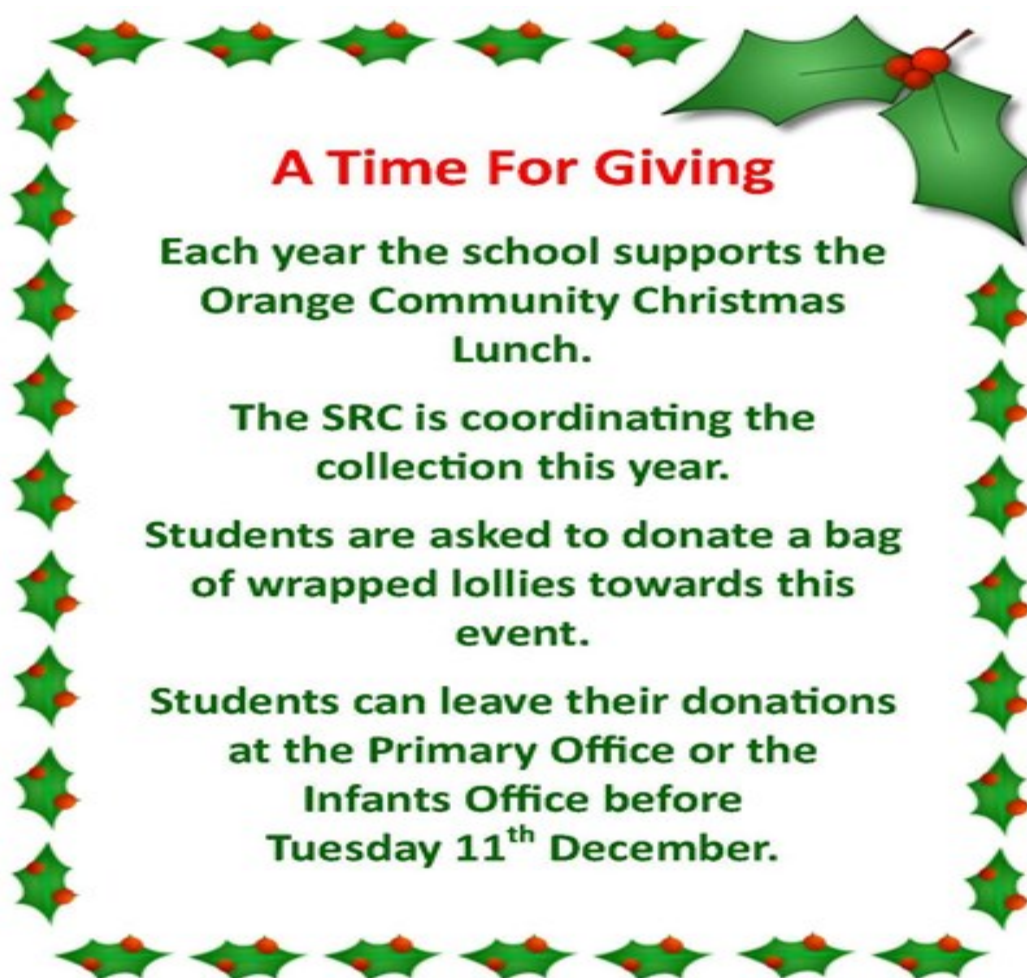 A Time For Giving
Each year the school supports the
Orange Community Christmas
Lunch.
The SRC is coordinating the
collection this year.
Students are asked to donate a bag
of wrapped lollies towards this
event.
Students can leave their donations
at the Primary Office or the
Infants Office before
Tuesday 11th December.